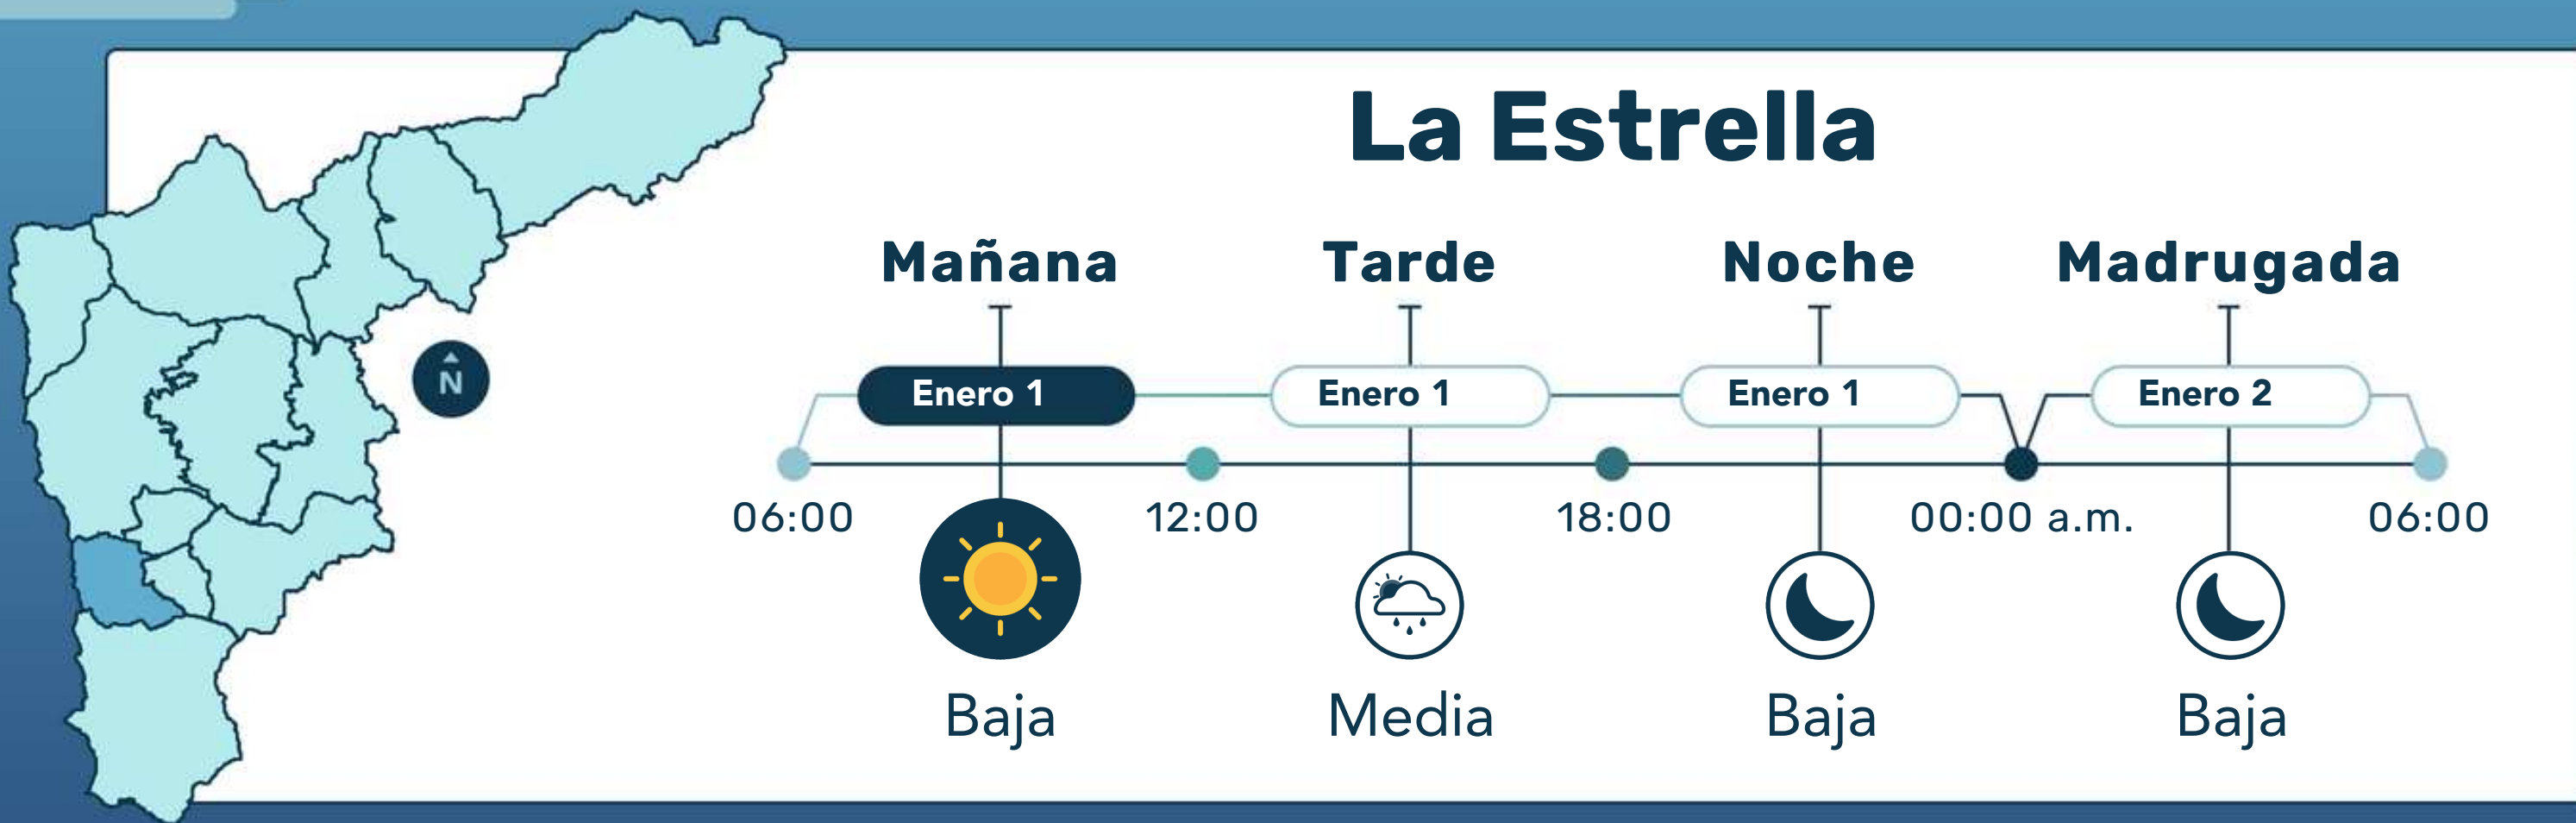 La Estrella
Mañana Tarde Noche Madrugada
N
Enero 1 Enero 1 Enero 1 Enero 2
06:00 12:00 18:00 00:00 a.m. 06:00
Baja Media Baja Baja